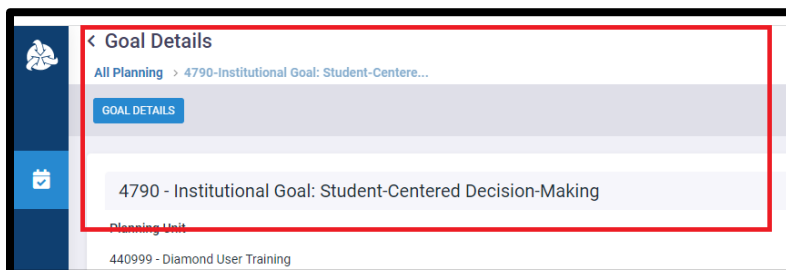 < Goal Details
All Planning > 4790-Institutional Goal: Student-Centere...
GOAL DETAILS
4790 - Institutional Goal: Student-Centered Decision-Making
Planning Unit
440999 - Diamond User Training